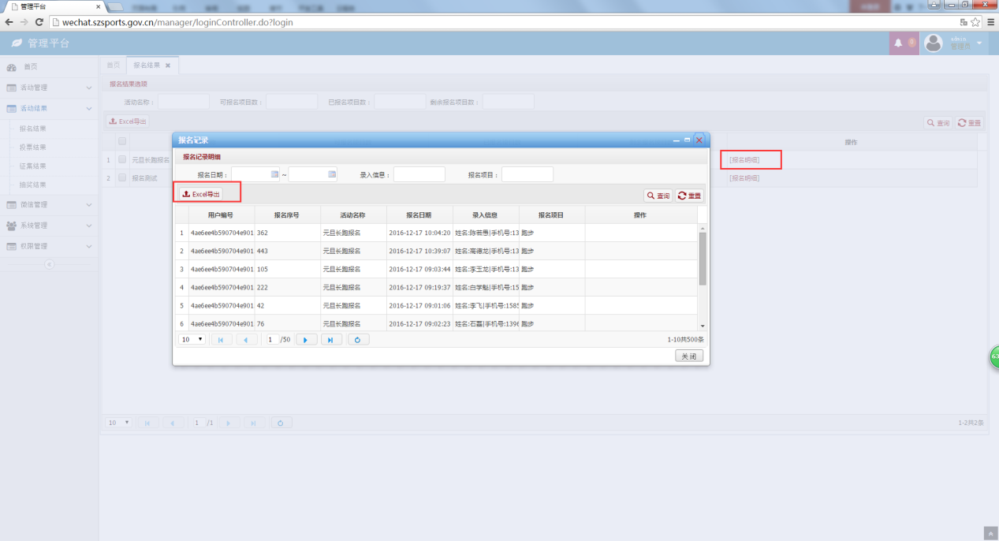 管理平台
wechat.szsports.gov.cn/manager/loginController.do?login
管理平台
8 admin
管理员
首页
首页 报名结果
活动管理
报名结果选项
活动结果
活动名称： 可报名项目数： 已报名项目数： 剩余报名项目数：
报名结果
Excel导出 查询 重置
投票结果
操作
征集结果
1 元旦长跑报名 [报名明细]
抽奖结果
2 报名测试 [报名明细]
微信管理
系统管理
权限管理
报名记录
报名记录明细
报名日期： ~ 录入信息： 报名项目：
Excel导出 查询 重置
用户编号 报名序号 活动名称 报名日期 录入信息 报名项目 操作
1 4ae6ee4b590704e901 362 元旦长跑报名 2016-12-17 10:04:20 姓名:陈若愚|手机号:13 跑步
2 4ae6ee4b590704e901 443 元旦长跑报名 2016-12-17 10:39:07 姓名:高德龙|手机号:13 跑步
3 4ae6ee4b590704e901 105 元旦长跑报名 2016-12-17 09:03:44 姓名:李玉龙|手机号:13 跑步
4 4ae6ee4b590704e901 222 元旦长跑报名 2016-12-17 09:19:37 姓名:白学魁|手机号:15 跑步
5 4ae6ee4b590704e901 42 元旦长跑报名 2016-12-17 09:01:06 姓名:李飞|手机号:1585 跑步
6 4ae6ee4b590704e901 76 元旦长跑报名 2016-12-17 09:02:23 姓名:石磊|手机号:1396 跑步
10 1 /50 1-10共500条
关闭
63
10 1 /1 1-2共2条